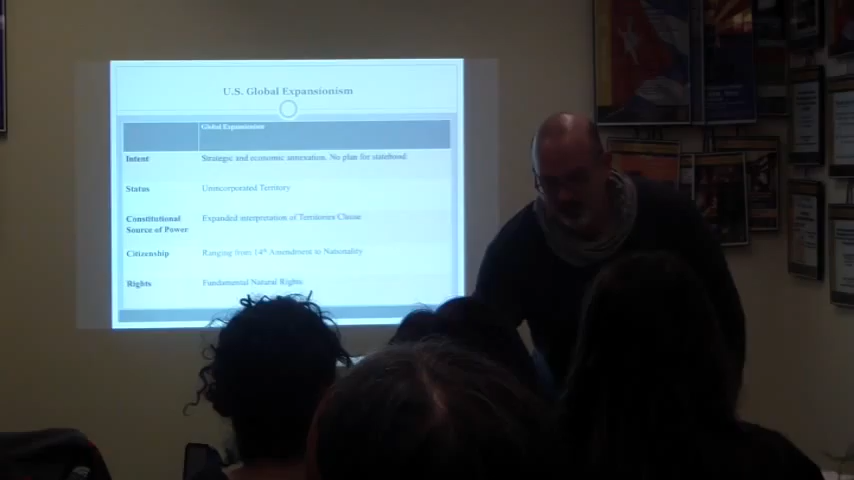 U.S. Global Expansionism
Global Expansionism
Intent Strategic and economic annexation. No plan for statehood
Status Unincorporated Territory
Constitutional Expanded interpretation of Territories Clause
Source of Power
Citizenship Ranging from 14th Amendment to Nationality
Rights Fundamental Natural Rights